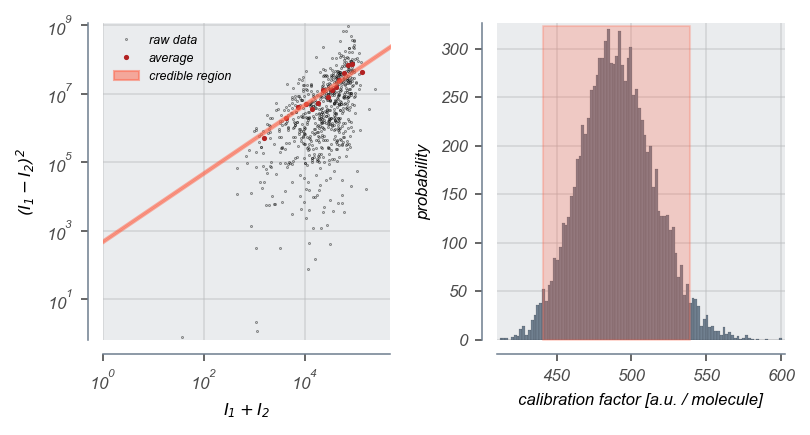 10^9
10^7
10^5
10^3
10^1
(I_1 − I_2)^2
raw data
average
credible region
10^0
10^2
10^4
I_1 + I_2
300
250
200
150
100
50
0
probability
450
500
550
600
calibration factor [a.u. / molecule]